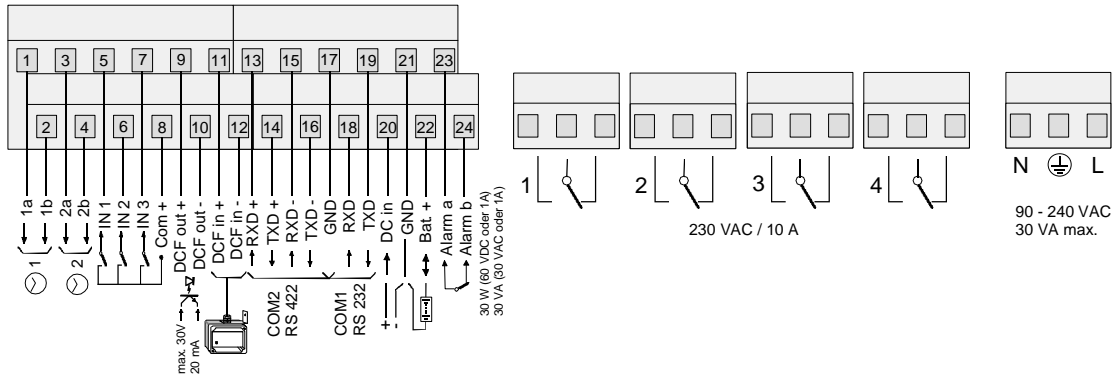 1 3 5 7 9 11 13 15 17 19 21 23
2 4 6 8 10 12 14 16 18 20 22 24
1a
1b
2a
2b
IN 1
IN 2
IN 3
Com +
DCF out +
DCF out -
DCF in +
DCF in -
RXD +
TXD +
RXD -
TXD -
GND
RXD
TXD
DC in
GND
Bat. +
Alarm a
Alarm b
30 W (60 VDC oder 1A)
30 VA (30 VAC oder 1A)
1
2
max. 30V
20 mA
COM2
RS 422
COM1
RS 232
+
-
1
2
3
4
230 VAC / 10 A
N L
90 - 240 VAC
30 VA max.